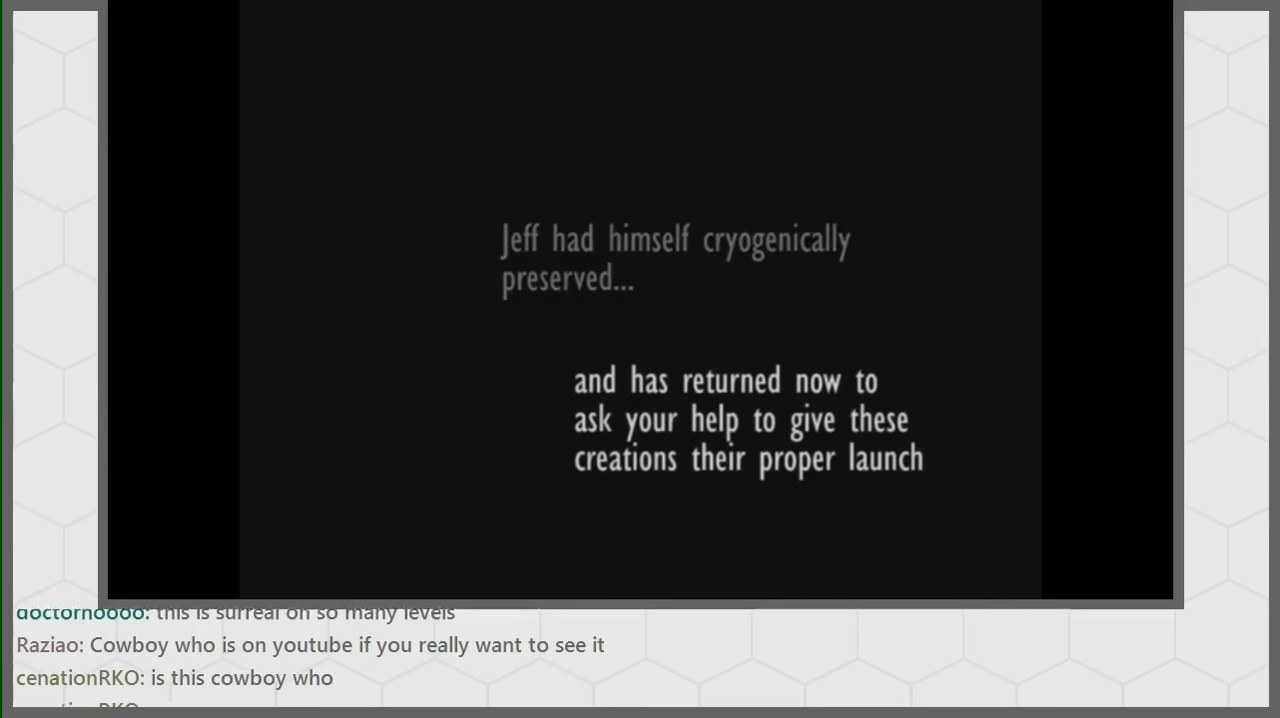 Jeff had himself cryogenically
preserved...
and has returned now to
ask your help to give these
creations their proper launch
doctornoooo: this is surreal on so many levels
Raziao: Cowboy who is on youtube if you really want to see it
cenationRKO: is this cowboy who